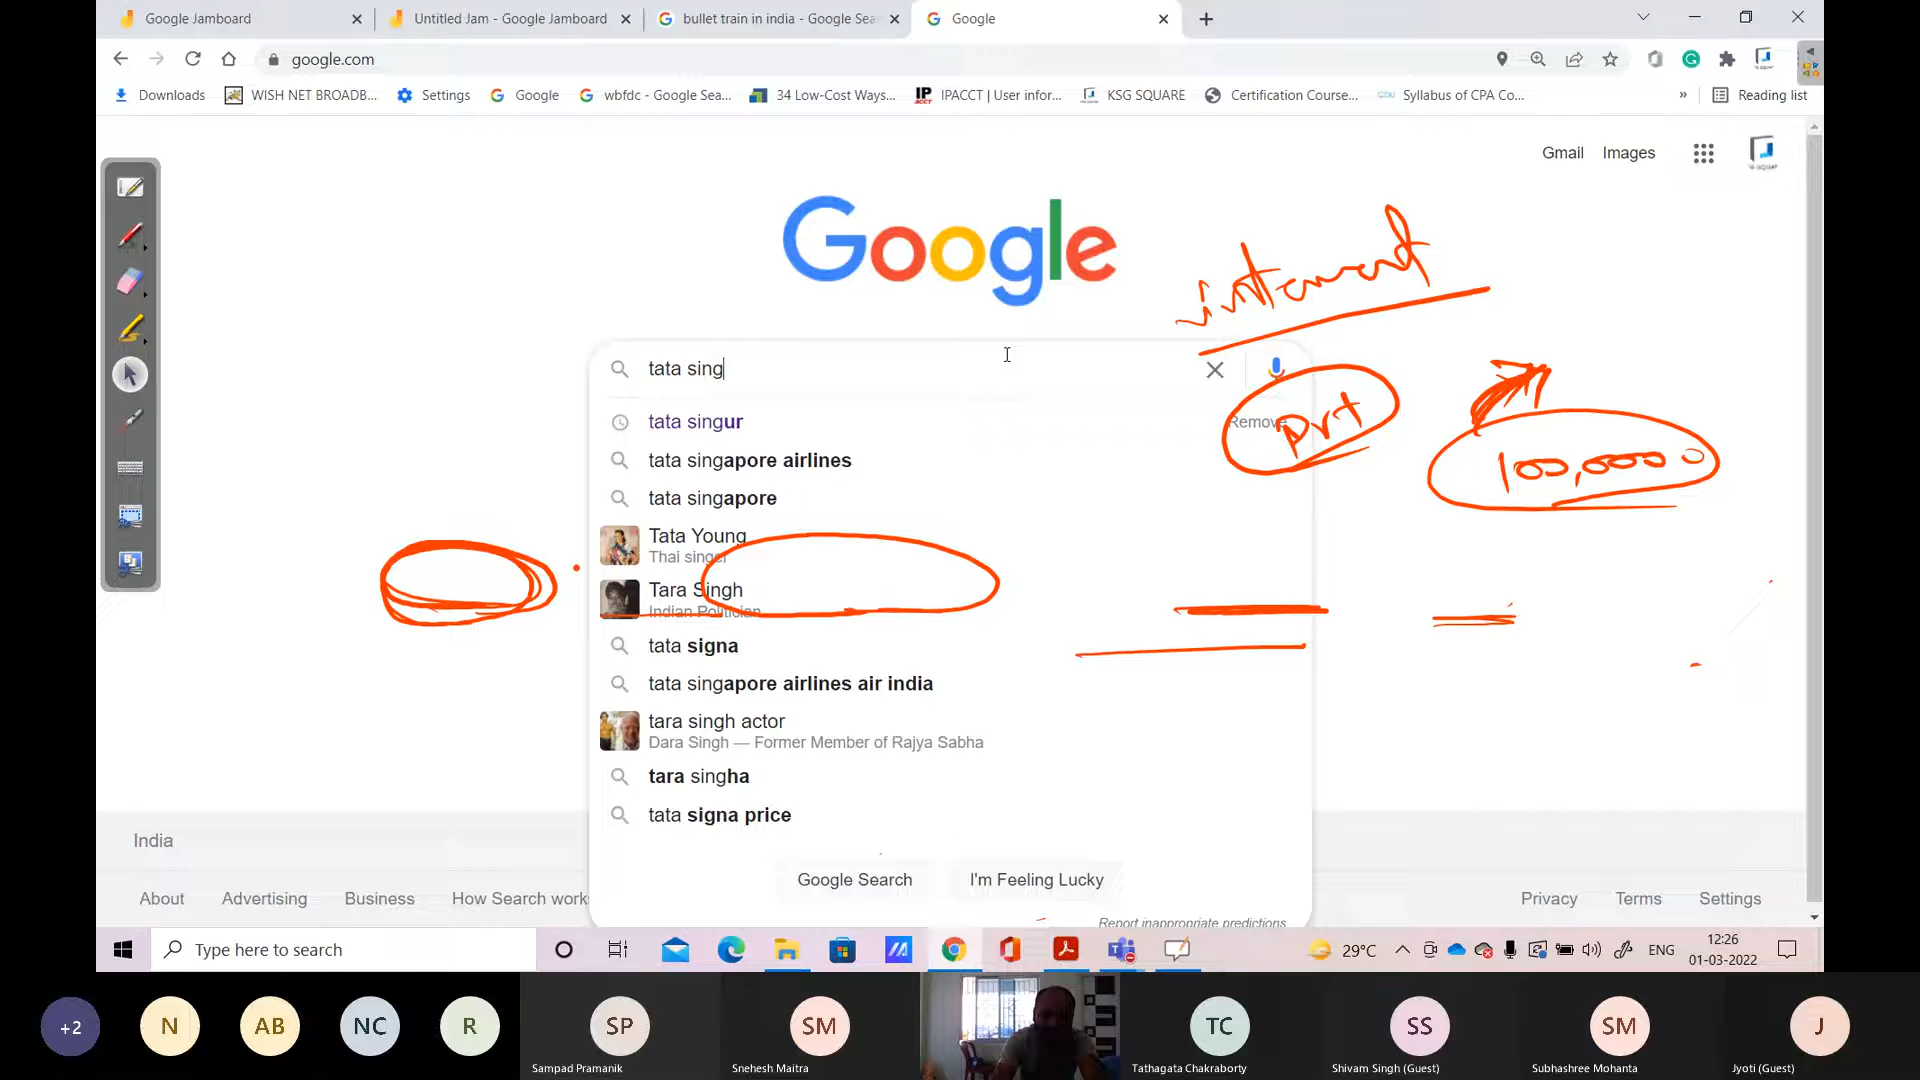 Google Jamboard
Untitled Jam - Google Jamboard
bullet train in india - Google Sea
Google
google.com
Downloads
WISH NET BROADB...
Settings
Google
wbfdc - Google Sea...
34 Low-Cost Ways...
IPACCT | User infor...
KSG SQUARE
Certification Course...
Syllabus of CPA Co...
»
Reading list
Gmail
Images
Google
tata sing
tata singur
Remove
pvt
100,0000
tata singapore airlines
tata singapore
Tata Young
Thai singer
Tara Singh
Indian Politician
tata signa
tata singapore airlines air india
tara singh actor
Dara Singh — Former Member of Rajya Sabha
tara singha
tata signa price
Google Search
I'm Feeling Lucky
Report inappropriate predictions
India
About
Advertising
Business
How Search work
Privacy
Terms
Settings
Type here to search
29°C
ENG
12:26
01-03-2022
+2
N
AB
NC
R
SP
Sampad Pramanik
SM
Snehesh Maitra
TC
Tathagata Chakraborty
SS
Shivam Singh (Guest)
SM
Subhashree Mohanta
J
Jyoti (Guest)